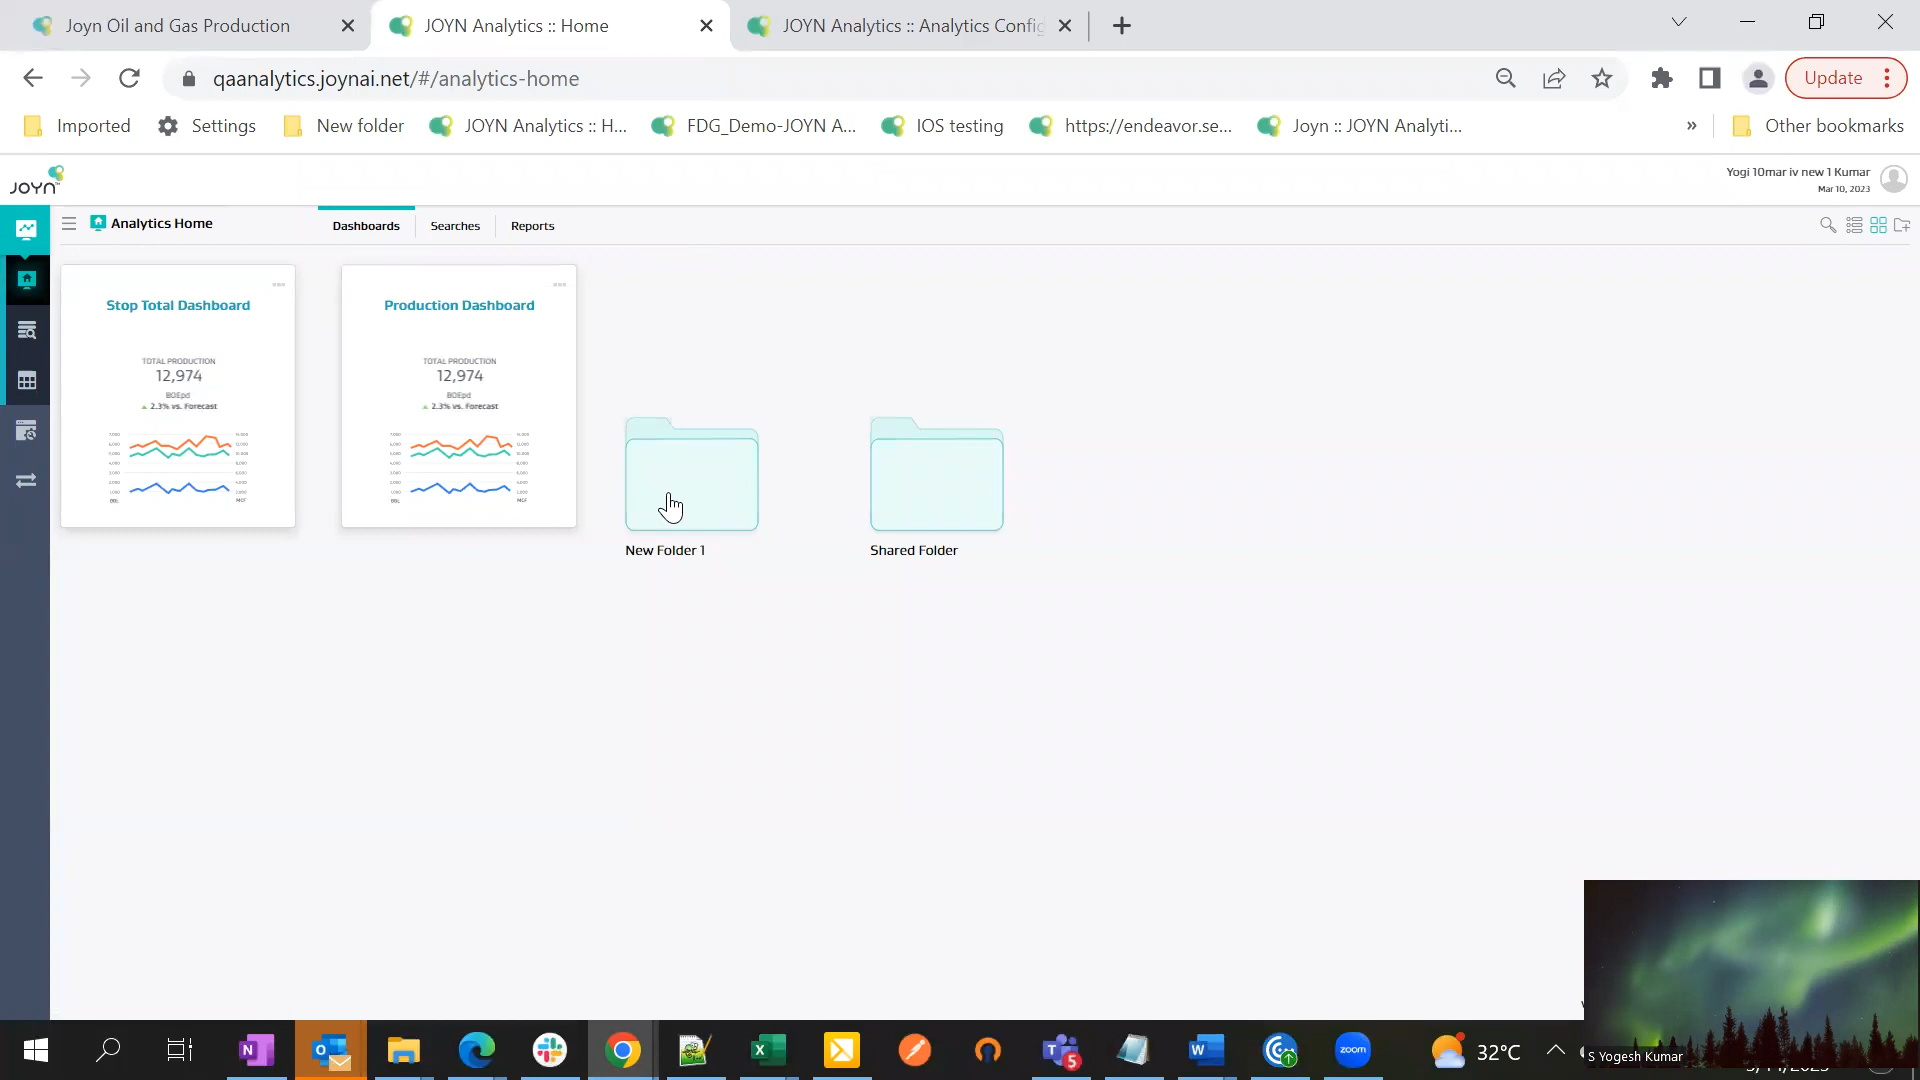 Joyn Oil and Gas Production
JOYN Analytics :: Home
JOYN Analytics :: Analytics Config
qaanalytics.joynai.net/#/analytics-home
Update
Imported
Settings
New folder
JOYN Analytics :: H...
FDG_Demo-JOYN A...
IOS testing
https://endeavor.se...
Joyn :: JOYN Analyti...
»
Other bookmarks
JOYN
Yogi 10mar iv new 1 Kumar
Mar 10, 2023
Analytics Home
Dashboards
Searches
Reports
Stop Total Dashboard
TOTAL PRODUCTION
12,974
BOEpd
2.3% vs. Forecast
Production Dashboard
TOTAL PRODUCTION
12,974
BOEpd
2.3% vs. Forecast
New Folder 1
Shared Folder
S Yogesh Kumar
32°C
zoom
5